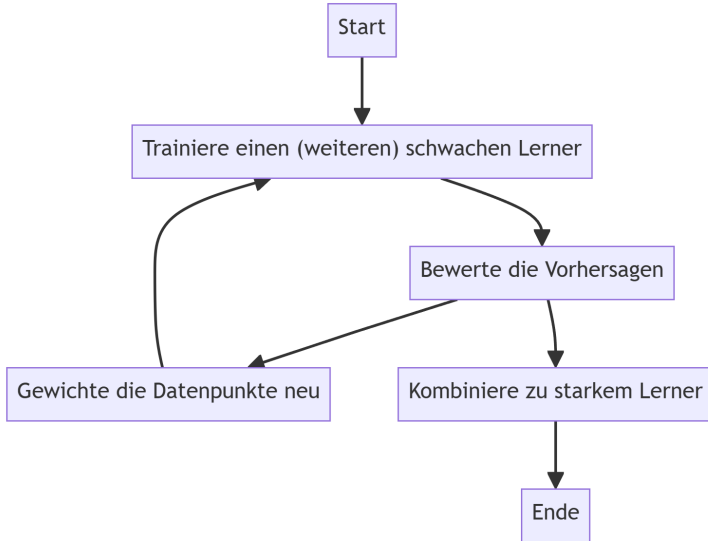 Start
Trainiere einen (weiteren) schwachen Lerner
Bewerte die Vorhersagen
Gewichte die Datenpunkte neu
Kombiniere zu starkem Lerner
Ende